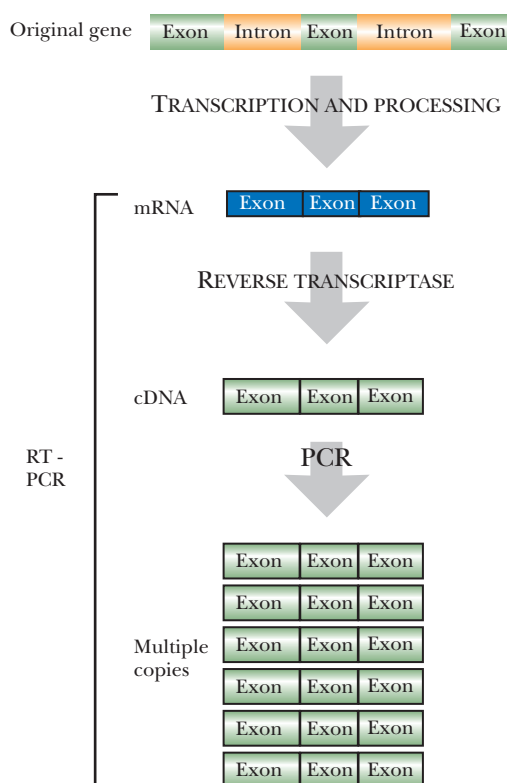 Original gene Exon Intron Exon Intron Exon
TRANSCRIPTION AND PROCESSING
mRNA Exon Exon Exon
REVERSE TRANSCRIPTASE
cDNA Exon Exon Exon
RT -
PCR
PCR
Exon Exon Exon
Exon Exon Exon
Multiple
copies
Exon Exon Exon
Exon Exon Exon
Exon Exon Exon
Exon Exon Exon